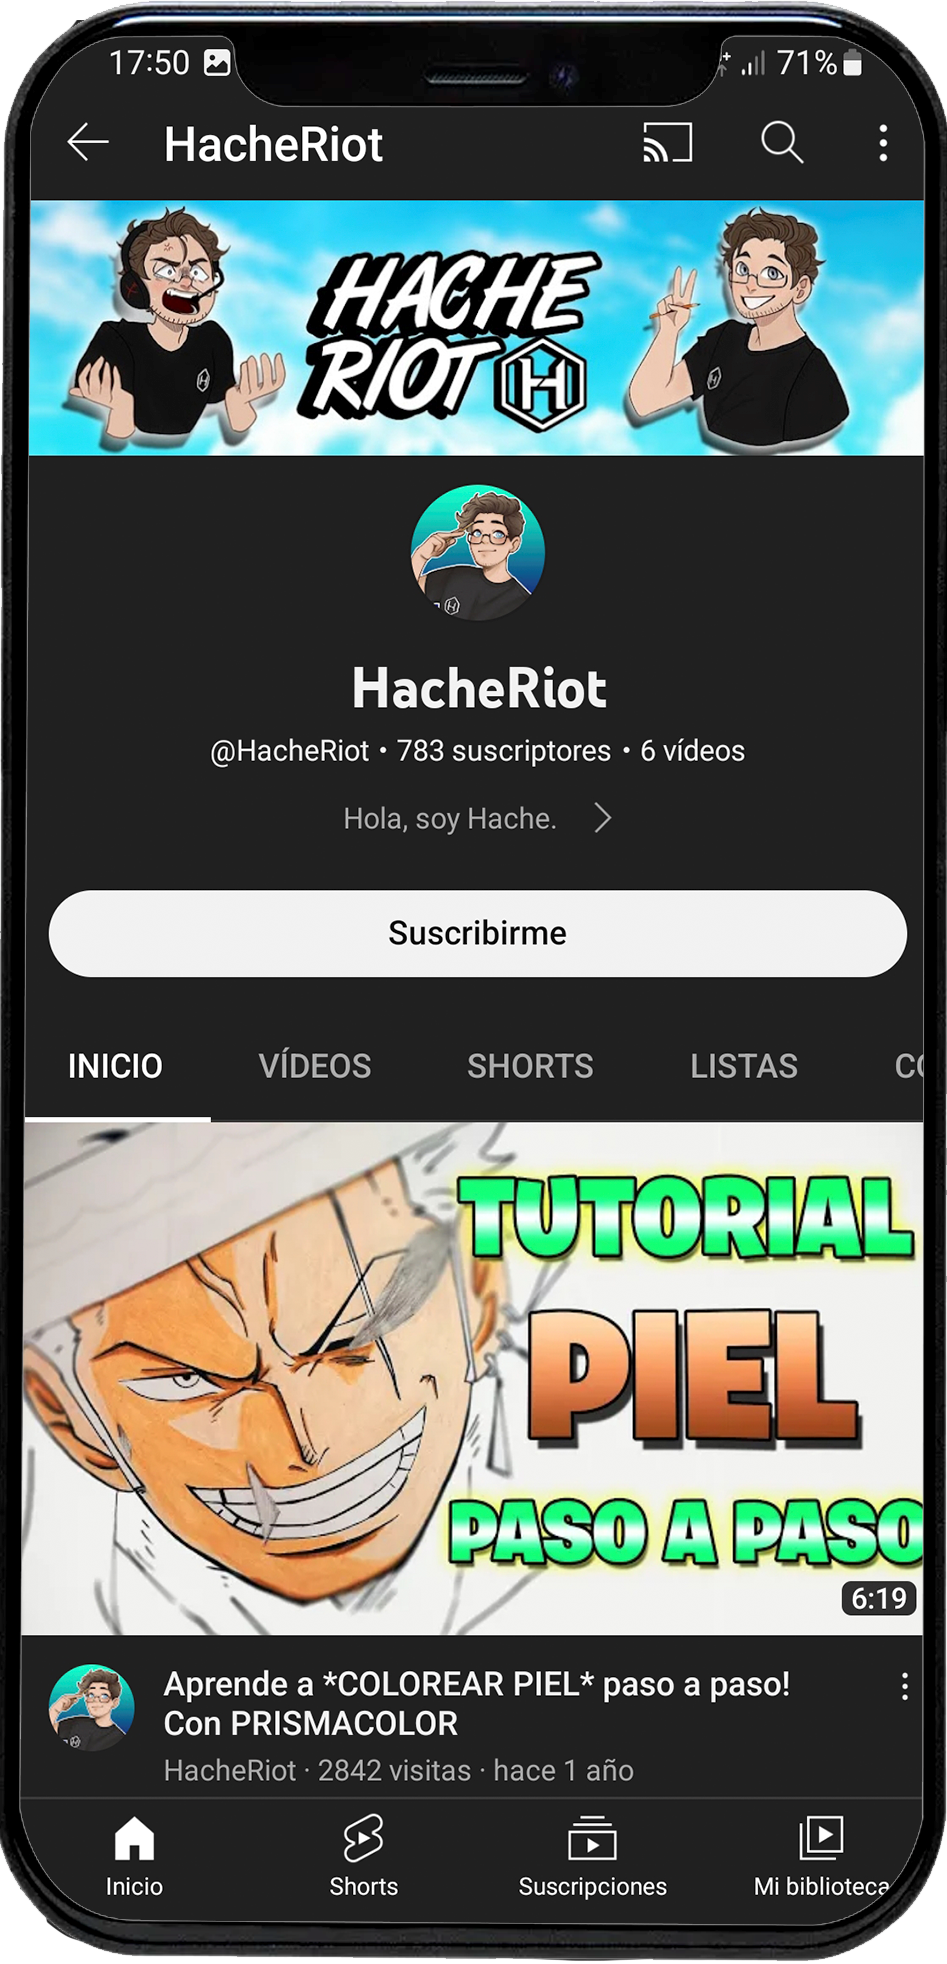 17:50
71%
HacheRiot
HACHE
RIOT
H
HacheRiot
@HacheRiot • 783 suscriptores • 6 vídeos
Hola, soy Hache.
Suscribirme
INICIO VÍDEOS SHORTS LISTAS CO
TUTORIAL
PIEL
PASO A PASO
6:19
Aprende a *COLOREAR PIEL* paso a paso!
Con PRISMACOLOR
HacheRiot · 2842 visitas · hace 1 año
Inicio Shorts Suscripciones Mi biblioteca